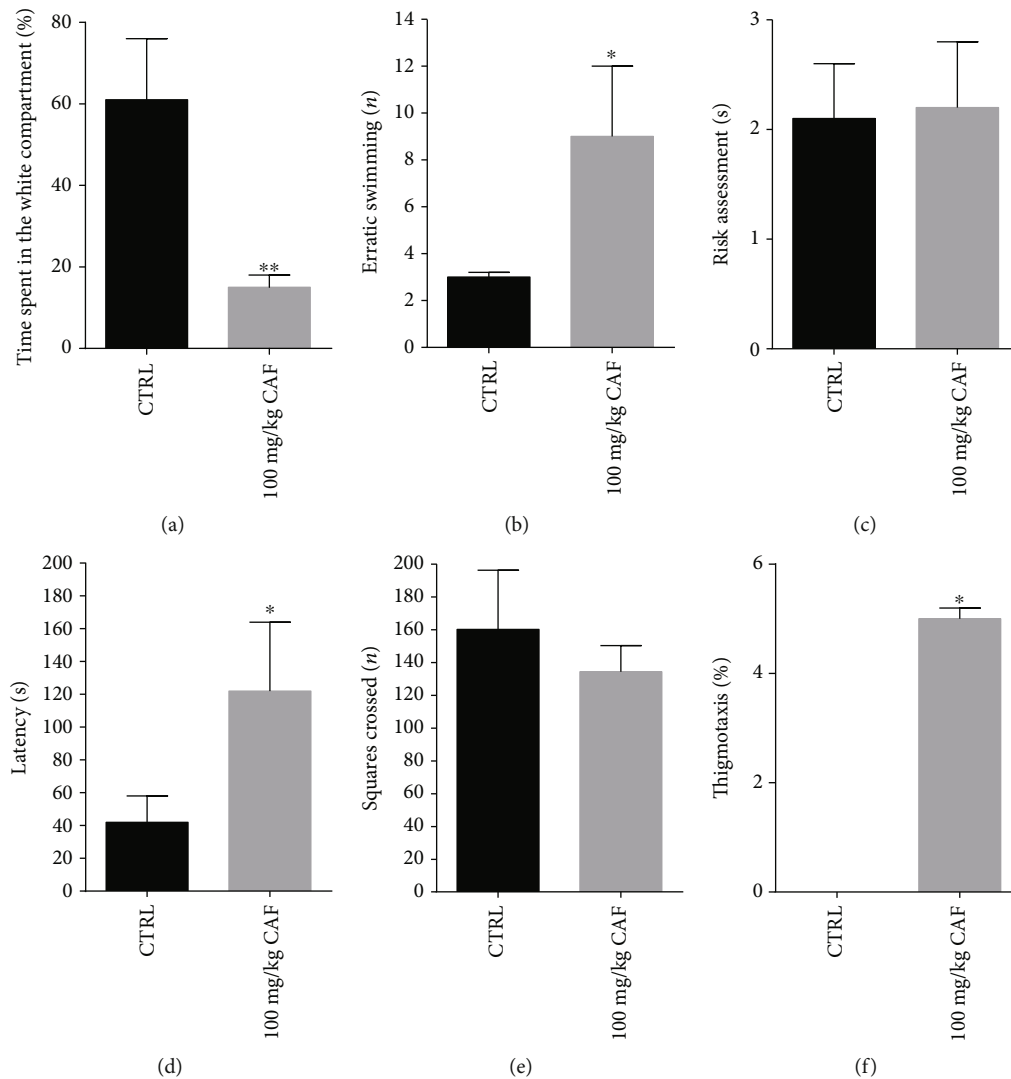 Time spent in the white compartment (%)
80
60
40
20
0
**
CTRL
100 mg/kg CAF
(a)
Erratic swimming (n)
14
12
10
8
6
4
2
0
*
CTRL
100 mg/kg CAF
(b)
Risk assessment (s)
3
2
1
0
CTRL
100 mg/kg CAF
(c)
Latency (s)
200
180
160
140
120
100
80
60
40
20
0
*
CTRL
100 mg/kg CAF
(d)
Squares crossed (n)
200
180
160
140
120
100
80
60
40
20
0
CTRL
100 mg/kg CAF
(e)
Thigmotaxis (%)
6
4
2
0
*
CTRL
100 mg/kg CAF
(f)